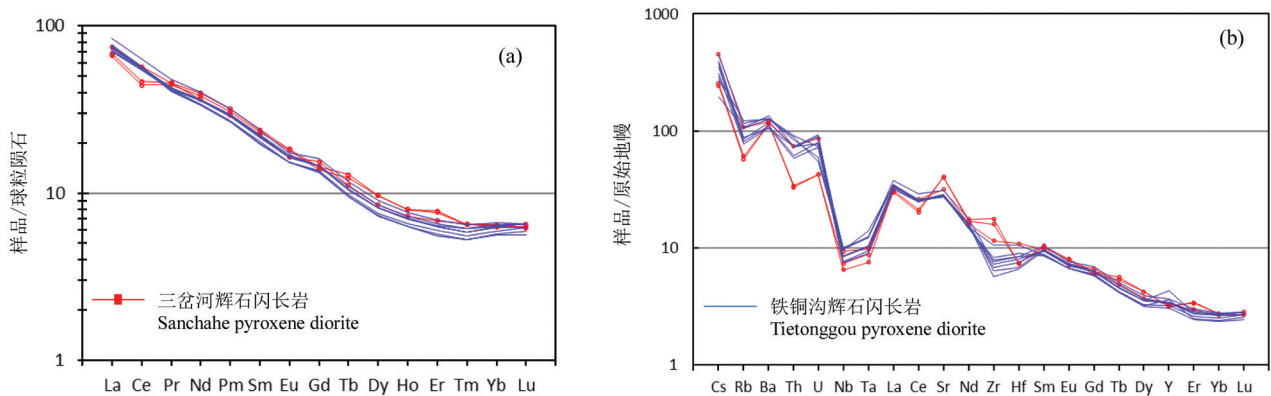 100
10
1
样品/球粒陨石
(a)
三岔河辉石闪长岩
Sanchahe pyroxene diorite
La Ce Pr Nd Pm Sm Eu Gd Tb Dy Ho Er Tm Yb Lu
1000
100
10
1
样品/原始地幔
(b)
铁铜沟辉石闪长岩
Tietonggou pyroxene diorite
Cs Rb Ba Th U Nb Ta La Ce Sr Nd Zr Hf Sm Eu Gd Tb Dy Y Er Yb Lu